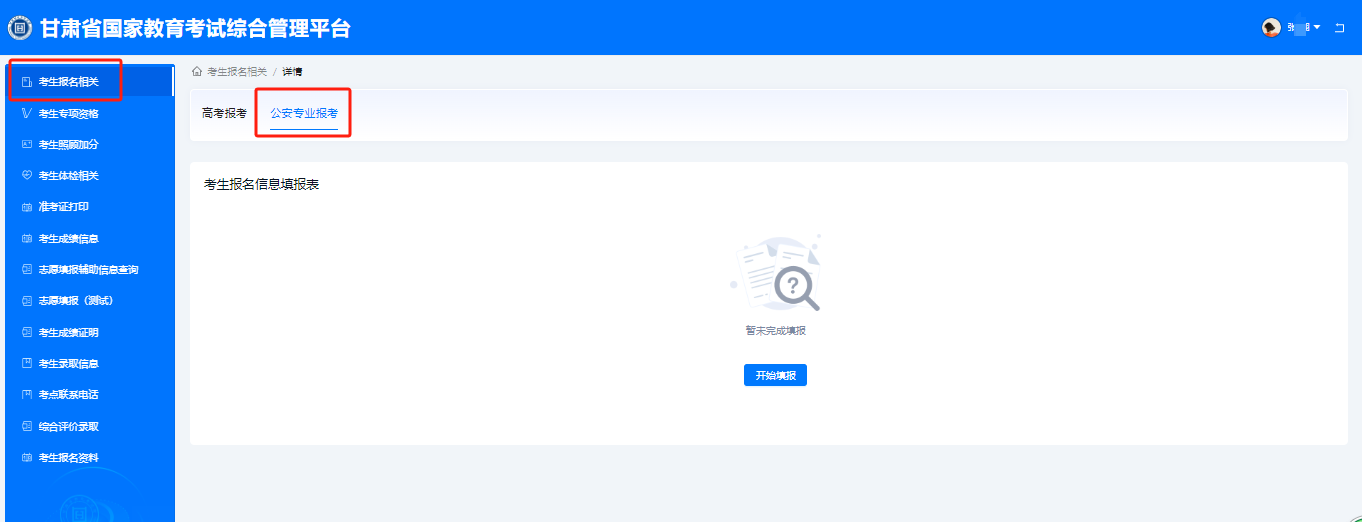 甘肃省国家教育考试综合管理平台
考生报名相关
考生专项资格
考生照顾加分
考生体检相关
准考证打印
考生成绩信息
志愿填报辅助信息查询
志愿填报（测试）
考生成绩证明
考生录取信息
考点联系电话
综合评价录取
考生报名资料
考生报名相关 / 详情
高考报考 公安专业报考
考生报名信息填报表
暂未完成填报
开始填报